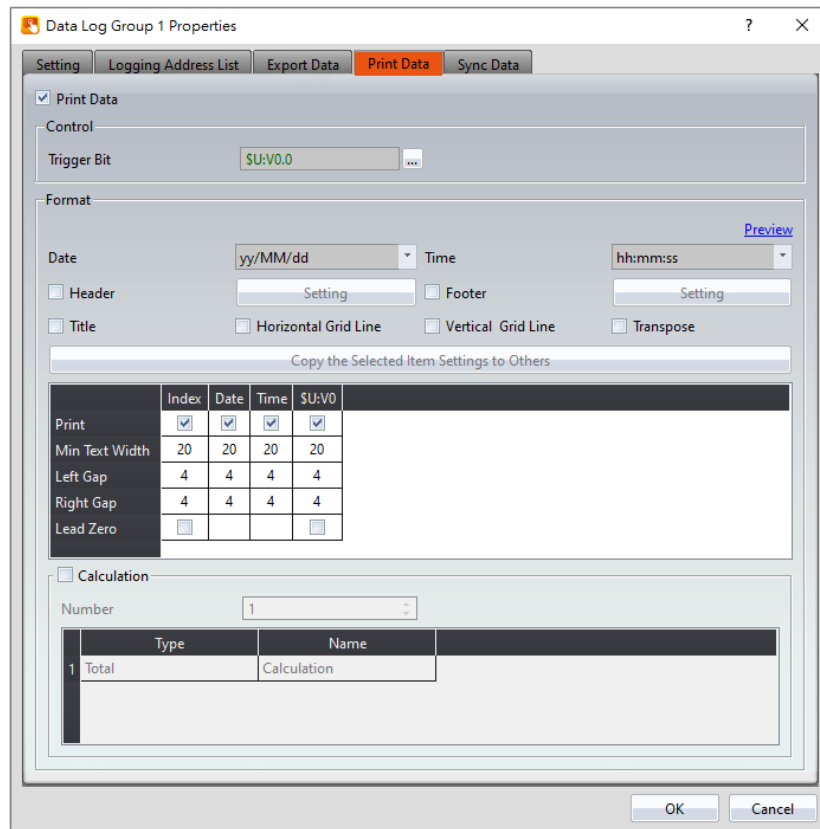 Data Log Group 1 Properties ? ×
Setting Logging Address List Export Data Print Data Sync Data
Print Data
Control
Trigger Bit $U:V0.0 ...
Format
Preview
Date yy/MM/dd Time hh:mm:ss
Header Setting Footer Setting
Title Horizontal Grid Line Vertical Grid Line Transpose
Copy the Selected Item Settings to Others
Index Date Time $U:V0
Print
Min Text Width 20 20 20 20
Left Gap 4 4 4 4
Right Gap 4 4 4 4
Lead Zero
Calculation
Number 1
Type Name
1 Total Calculation
OK Cancel